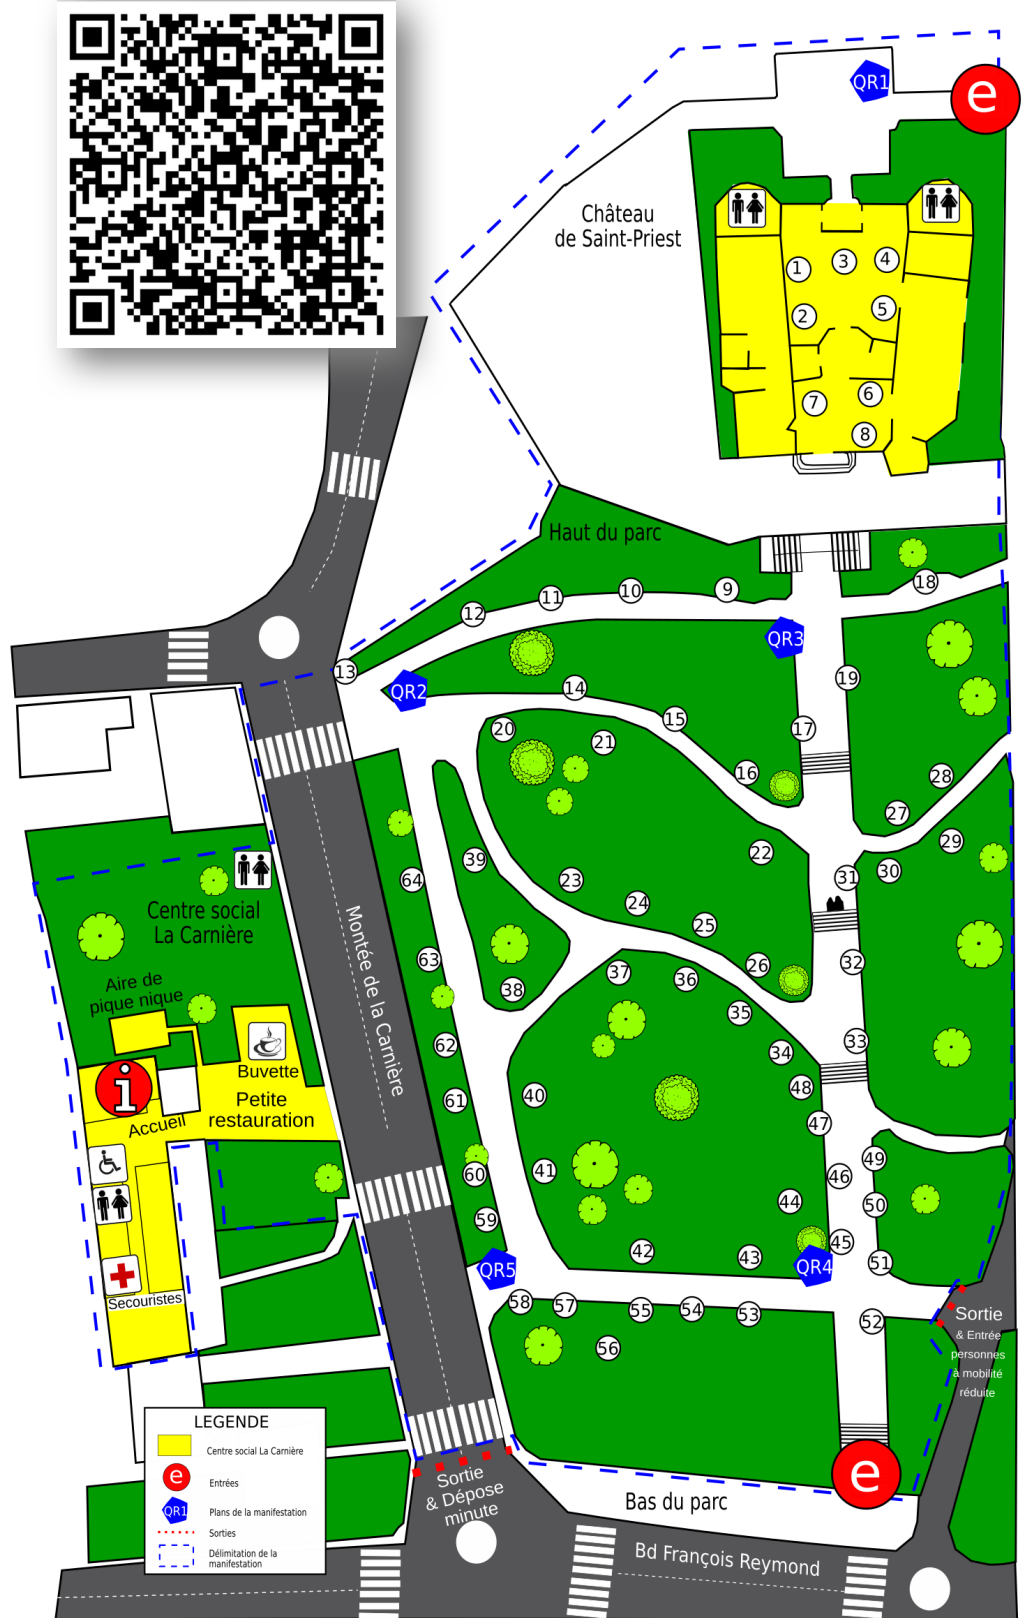 QR1
e
Château
de Saint-Priest
1
3
4
2
5
7
6
8
Haut du parc
18
9
10
11
12
13
QR3
QR2
14
15
19
17
16
20
21
28
27
29
30
31
22
39
23
24
25
26
64
63
62
61
60
59
Montée de la Carnière
38
37
36
35
34
32
33
48
47
40
41
46
49
44
50
45
42
43
51
QR4
QR5
58
57
55
54
53
52
56
Centre social
La Carnière
Aire de
pique nique
Buvette
Petite
restauration
i
Accueil
Secouristes
Sortie
& Entrée
personnes
à mobilité
réduite
LEGENDE
Centre social La Carnière
e
Entrées
QR1
Plans de la manifestation
Sorties
Délimitation de la
manifestation
Sortie
& Dépose
minute
e
Bas du parc
Bd François Reymond